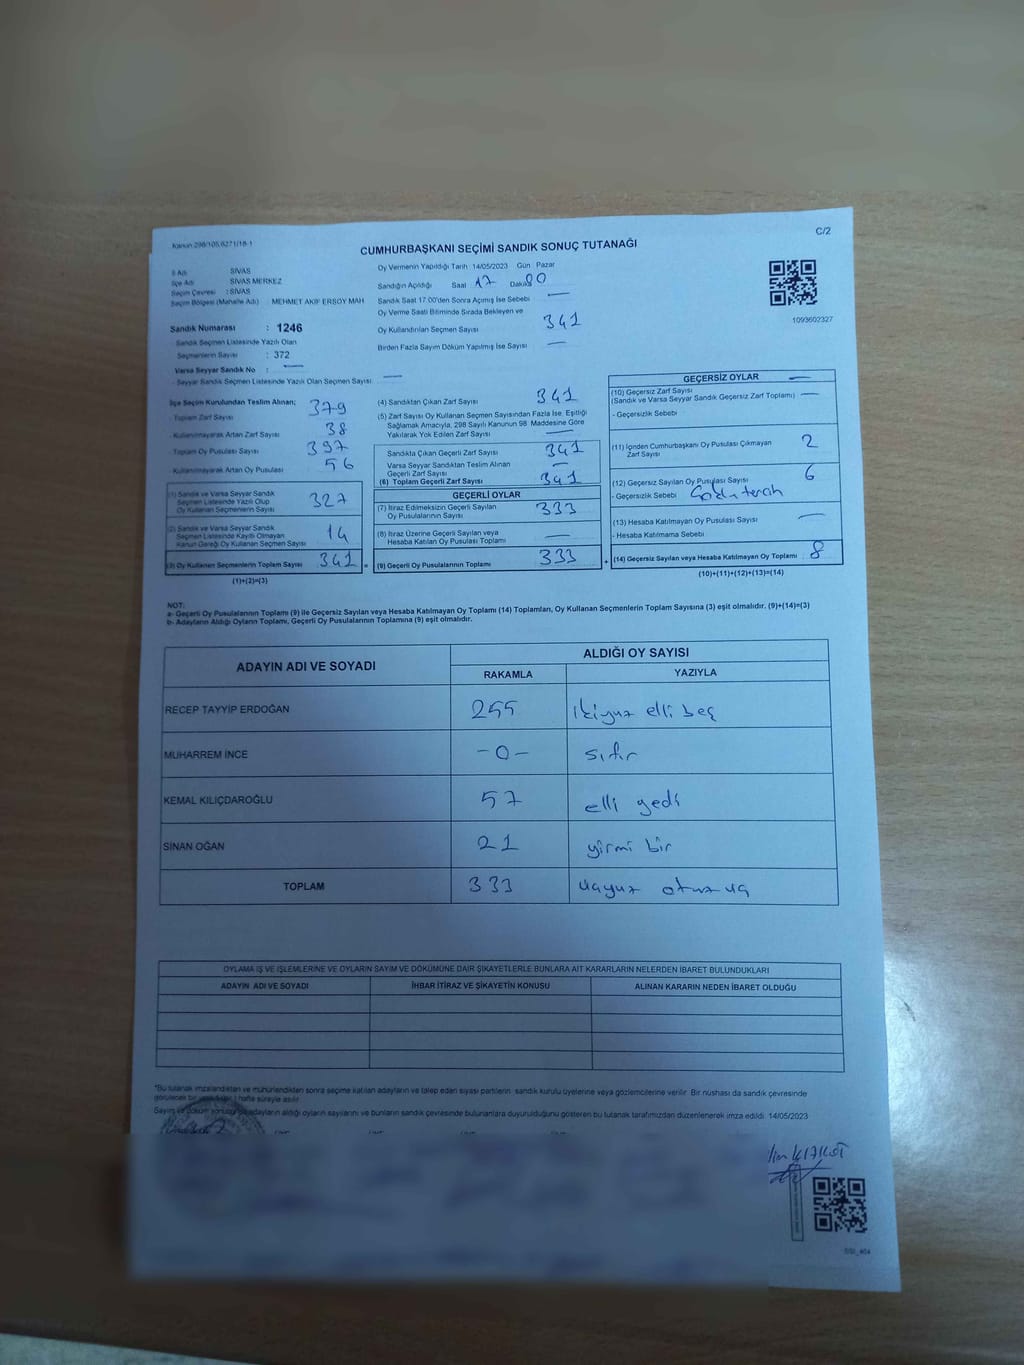 Kanun:298/105,6271/18-1
C/2
CUMHURBAŞKANI SEÇİMİ SANDIK SONUÇ TUTANAĞI
İl Adı SİVAS
İlçe Adı SİVAS MERKEZ
Seçim Çevresi : SİVAS
Seçim Bölgesi (Mahalle Adı) : MEHMET AKİF ERSOY MAH
Sandık Numarası : 1246
Sandık Seçmen Listesinde Yazılı Olan
Seçmenlerin Sayısı : 372
Varsa Seyyar Sandık No : —
- Seyyar Sandık Seçmen Listesinde Yazılı Olan Seçmen Sayısı: —
Oy Vermenin Yapıldığı Tarih 14/05/2023 Gün Pazar
Sandığın Açıldığı Saat 17 Dakika 00
Sandık Saat 17.00'den Sonra Açımış İse Sebebi —
Oy Verme Saati Bitiminde Sırada Bekleyen ve
Oy Kullandırılan Seçmen Sayısı 341
Birden Fazla Sayım Döküm Yapılmış İse Sayısı —
1093602327
İlçe Seçim Kurulundan Teslim Alınan;
- Toplam Zarf Sayısı 379
- Kullanılmayarak Artan Zarf Sayısı 38
- Toplam Oy Pusulası Sayısı 397
- Kullanılmayarak Artan Oy Pusulası 56
(1) Sandık ve Varsa Seyyar Sandık
Seçmen Listesinde Yazılı Olup
Oy Kullanan Seçmenlerin Sayısı 327
(2) Sandık ve Varsa Seyyar Sandık
Seçmen Listesinde Kayıtlı Olmayan
Kanun Gereği Oy Kullanan Seçmen Sayısı 14
(3) Oy Kullanan Seçmenlerin Toplam Sayısı 341 =
(1)+(2)=(3)
(4) Sandıktan Çıkan Zarf Sayısı 341
(5) Zarf Sayısı Oy Kullanan Seçmen Sayısından Fazla İse, Eşitliği
Sağlamak Amacıyla, 298 Sayılı Kanunun 98. Maddesine Göre
Yakılarak Yok Edilen Zarf Sayısı —
Sandıkta Çıkan Geçerli Zarf Sayısı 341
Varsa Seyyar Sandıktan Teslim Alınan
Geçerli Zarf Sayısı —
(6) Toplam Geçerli Zarf Sayısı 341
GEÇERLİ OYLAR
(7) İtiraz Edilmeksizin Geçerli Sayılan
Oy Pusulalarının Sayısı 333
(8) İtiraz Üzerine Geçerli Sayılan veya
Hesaba Katılan Oy Pusulası Toplamı —
(9) Geçerli Oy Pusulalarının Toplamı 333 +
GEÇERSİZ OYLAR —
(10) Geçersiz Zarf Sayısı
(Sandık ve Varsa Seyyar Sandık Geçersiz Zarf Toplamı) —
- Geçersizlik Sebebi
(11) İçinden Cumhurbaşkanı Oy Pusulası Çıkmayan
Zarf Sayısı 2
(12) Geçersiz Sayılan Oy Pusulası Sayısı 6
- Geçersizlik Sebebi Çoklu tercih
(13) Hesaba Katılmayan Oy Pusulası Sayısı —
- Hesaba Katılmama Sebebi
(14) Geçersiz Sayılan veya Hesaba Katılmayan Oy Toplamı : 8
(10)+(11)+(12)+(13)=(14)
NOT:
a- Geçerli Oy Pusulalarının Toplamı (9) ile Geçersiz Sayılan veya Hesaba Katılmayan Oy Toplamı (14) Toplamları, Oy Kullanan Seçmenlerin Toplam Sayısına (3) eşit olmalıdır. (9)+(14)=(3)
b- Adayların Aldığı Oyların Toplamı, Geçerli Oy Pusulalarının Toplamına (9) eşit olmalıdır.
ADAYIN ADI VE SOYADI ALDIĞI OY SAYISI
RAKAMLA YAZIYLA
RECEP TAYYİP ERDOĞAN 255 ikiyüz elli beş
MUHARREM İNCE -0- sıfır
KEMAL KILIÇDAROĞLU 57 elli yedi
SİNAN OĞAN 21 yirmi bir
TOPLAM 333 üçyüz otuz üç
OYLAMA İŞ VE İŞLEMLERİNE VE OYLARIN SAYIM VE DÖKÜMÜNE DAİR ŞİKAYETLERLE BUNLARA AİT KARARLARIN NELERDEN İBARET BULUNDUKLARI
ADAYIN ADI VE SOYADI İHBAR İTİRAZ VE ŞİKAYETİN KONUSU ALINAN KARARIN NEDEN İBARET OLDUĞU
*Bu tutanak imzalandıktan ve mühürlendikten sonra seçime katılan adayların ve talep eden siyasi partilerin sandık kurulu üyelerine veya gözlemcilerine verilir. Bir nüshası da sandık çevresinde
görülecek bir hafta süreyle asılır
Sayım ve döküm adayların aldığı oyların sayılarını ve bunların sandık çevresinde bulunanlara duyurulduğunu gösteren bu tutanak tarafımızdan düzenlenerek imza edildi. 14/05/2023